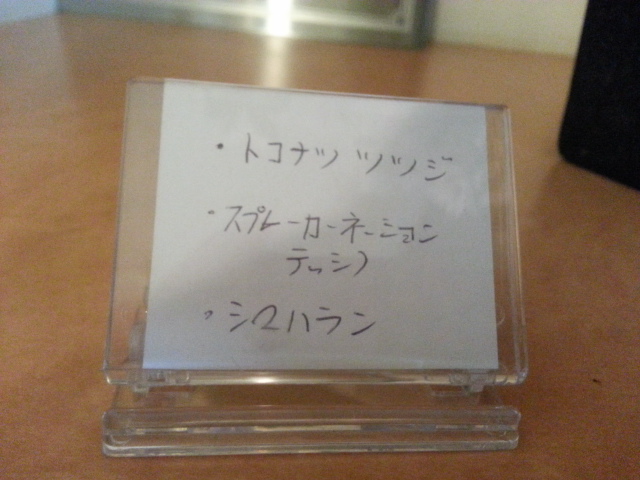 ・トコナツツツジ
・スプレーカーネーション
テッシノ
・シマハラン